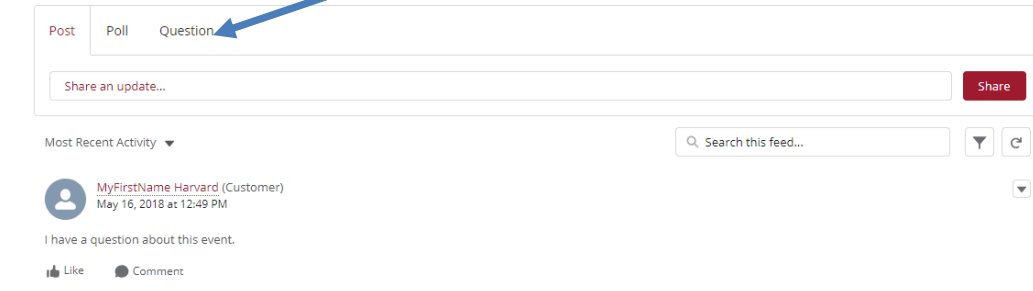 Post Poll Question
Share an update... Share
Most Recent Activity Search this feed...
MyFirstName Harvard (Customer)
May 16, 2018 at 12:49 PM
I have a question about this event.
Like Comment